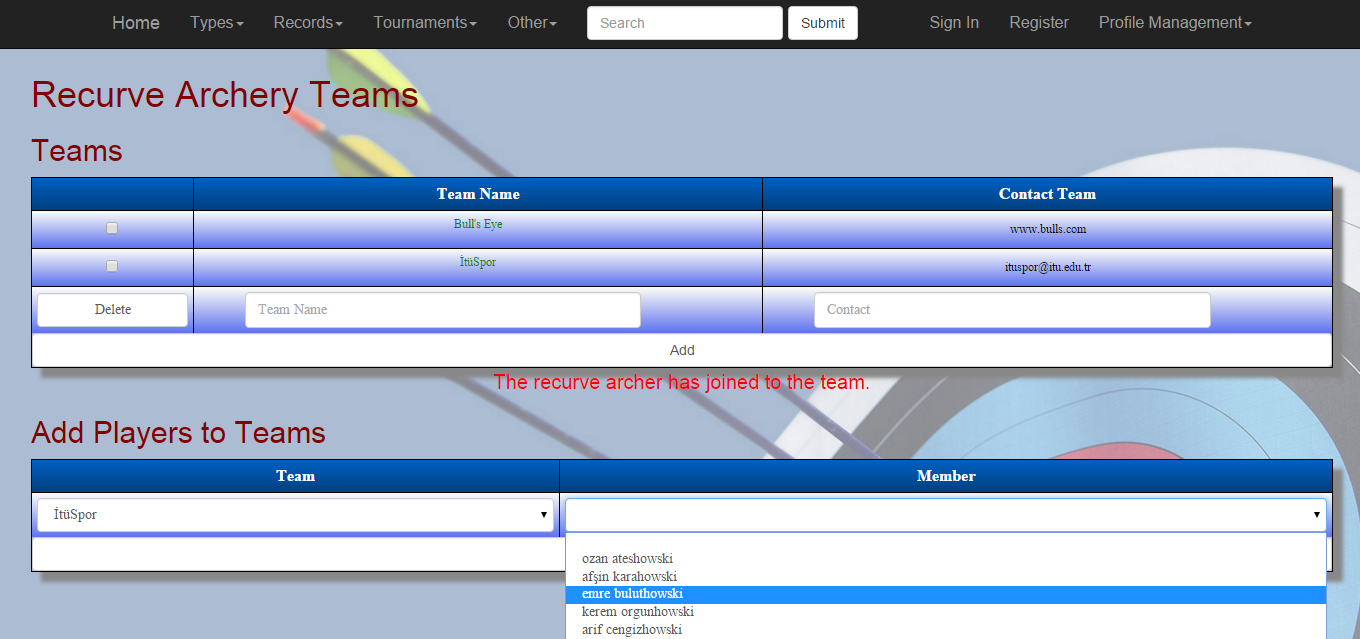 Home Types Records Tournaments Other Search Submit Sign In Register Profile Management
Recurve Archery Teams
Teams
Team Name Contact Team
Bull's Eye www.bulls.com
İtüSpor ituspor@itu.edu.tr
Delete Team Name Contact
Add
The recurve archer has joined to the team.
Add Players to Teams
Team Member
İtüSpor
ozan ateshowski
afşin karahowski
emre buluthowski
kerem orgunhowski
arif cengizhowski